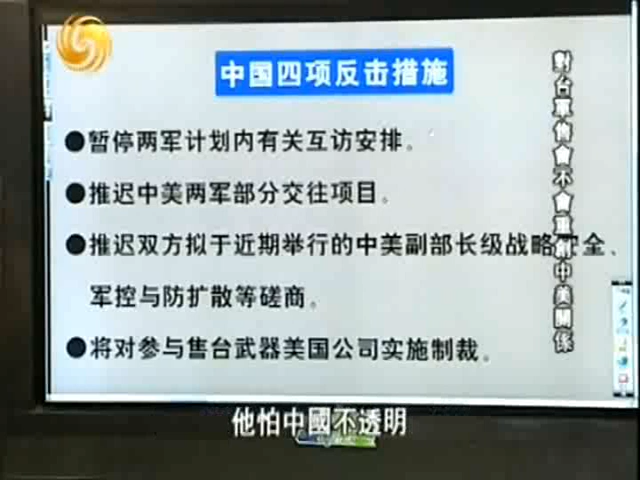 中国四项反击措施
●暂停两军计划内有关互访安排。
●推迟中美两军部分交往项目。
●推迟双方拟于近期举行的中美副部长级战略安全、
军控与防扩散等磋商。
●将对参与售台武器美国公司实施制裁。
對台軍售會不會重創中美關係
他怕中國不透明